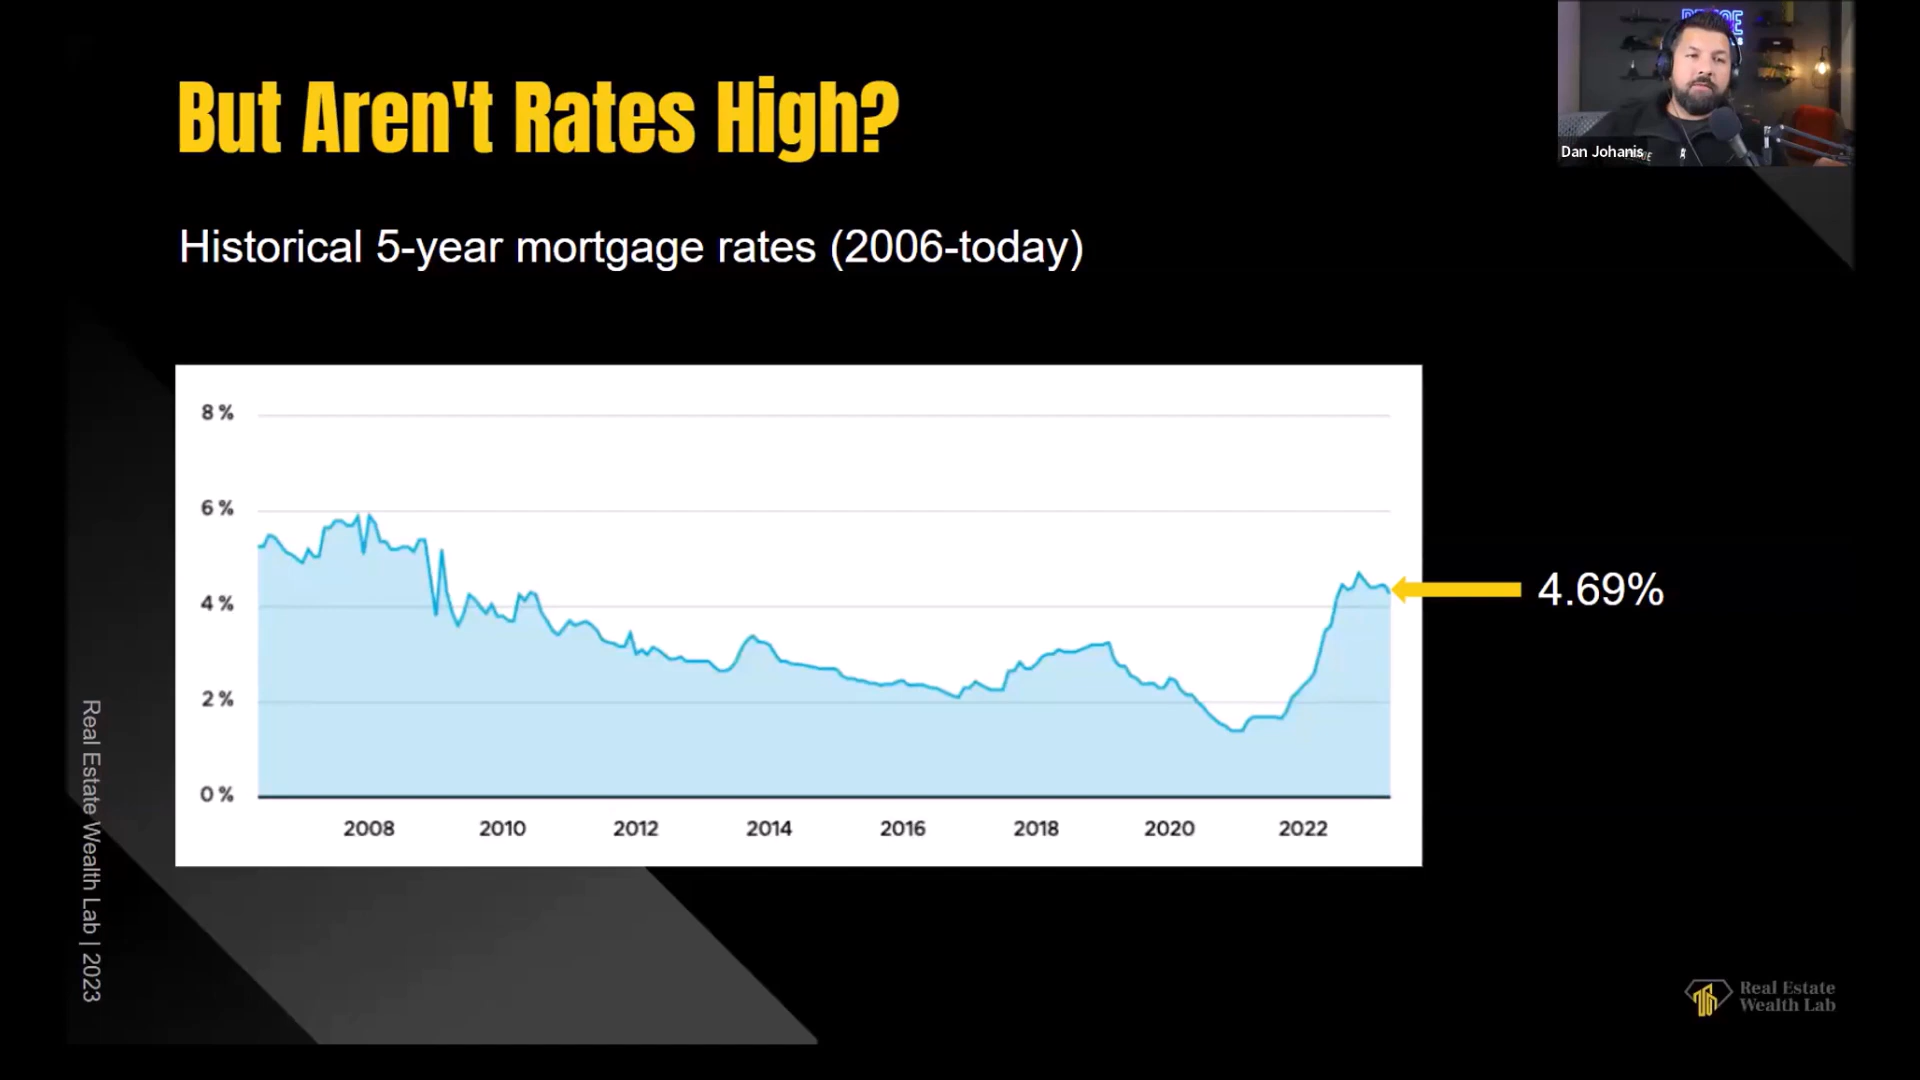 But Aren't Rates High?
Dan Johanis
Historical 5-year mortgage rates (2006-today)
8%
6%
4%
2%
0%
2008 2010 2012 2014 2016 2018 2020 2022
4.69%
Real Estate Wealth Lab | 2023
Real Estate
Wealth Lab